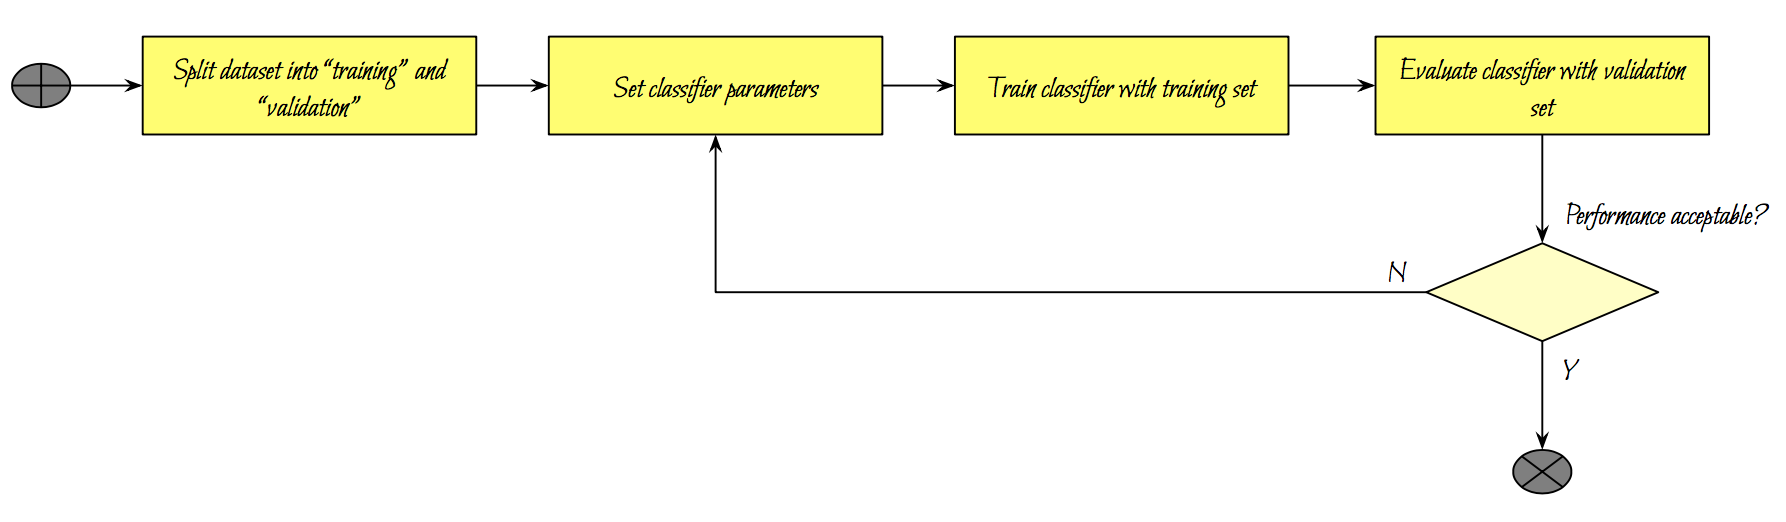 Split dataset into “training” and
“validation”
Set classifier parameters
Train classifier with training set
Evaluate classifier with validation
set
Performance acceptable?
N
Y